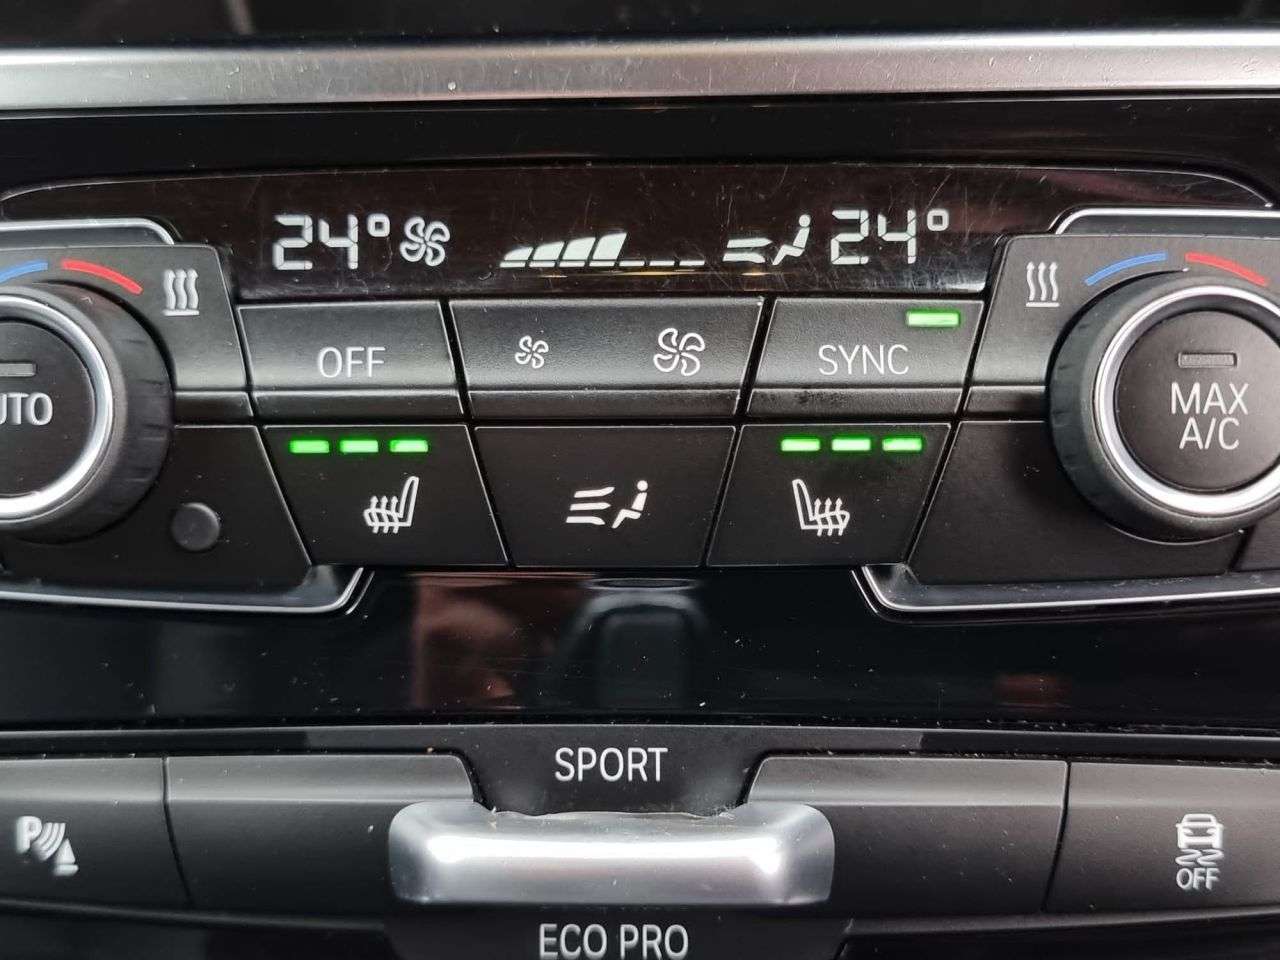 24° 24°
OFF SYNC
UTO MAX
A/C
SPORT
P OFF
ECO PRO